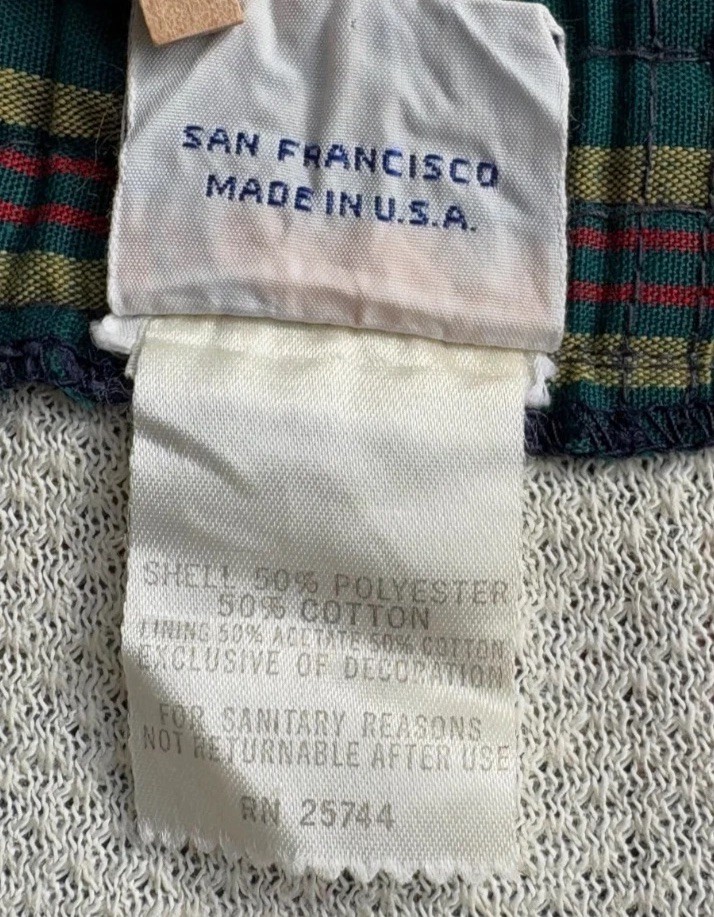 SAN FRANCISCO
MADE IN U.S.A.
SHELL 50% POLYESTER
50% COTTON
LINING 50% ACETATE 50% COTTON
EXCLUSIVE OF DECORATION
FOR SANITARY REASONS
NOT RETURNABLE AFTER USE
RN 25744